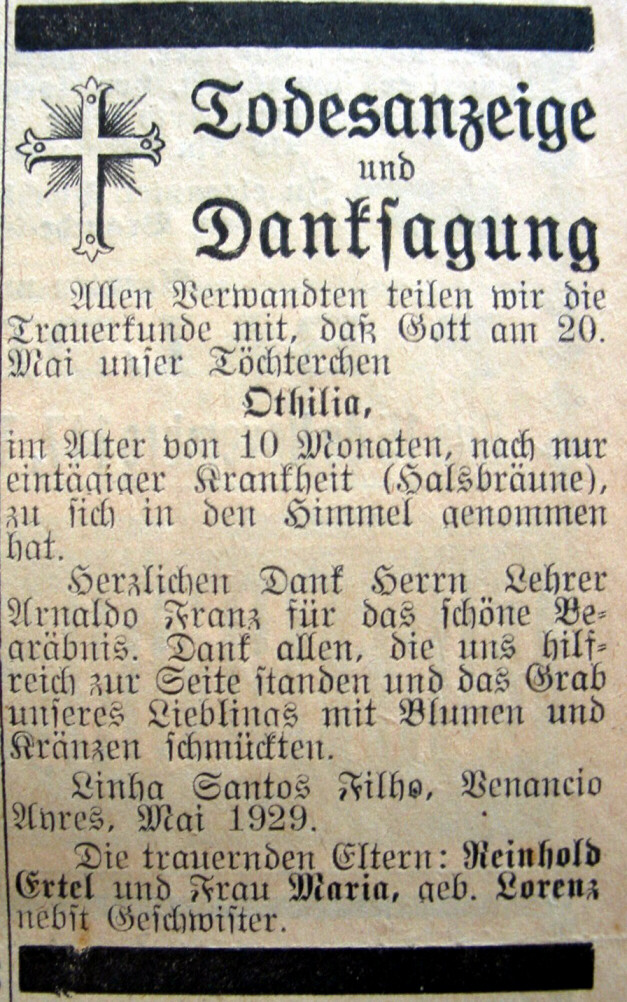 Todesanzeige
und
Dankſagung
Allen Verwandten teilen wir die
Trauerkunde mit, daß Gott am 20.
Mai unſer Töchterchen
Othilia,
im Alter von 10 Monaten, nach nur
eintägiger Krankheit (Halsbräune),
zu ſich in den Himmel genommen
hat.
Herzlichen Dank Herrn Lehrer
Arnaldo Franz für das ſchöne Be-
gräbnis. Dank allen, die uns hilf-
reich zur Seite ſtanden und das Grab
unſeres Lieblings mit Blumen und
Kränzen ſchmückten.
Linha Santos Filho, Venancio
Ayres, Mai 1929.
Die trauernden Eltern: Reinhold
Ertel und Frau Maria, geb. Lorenz
nebſt Geſchwiſter.